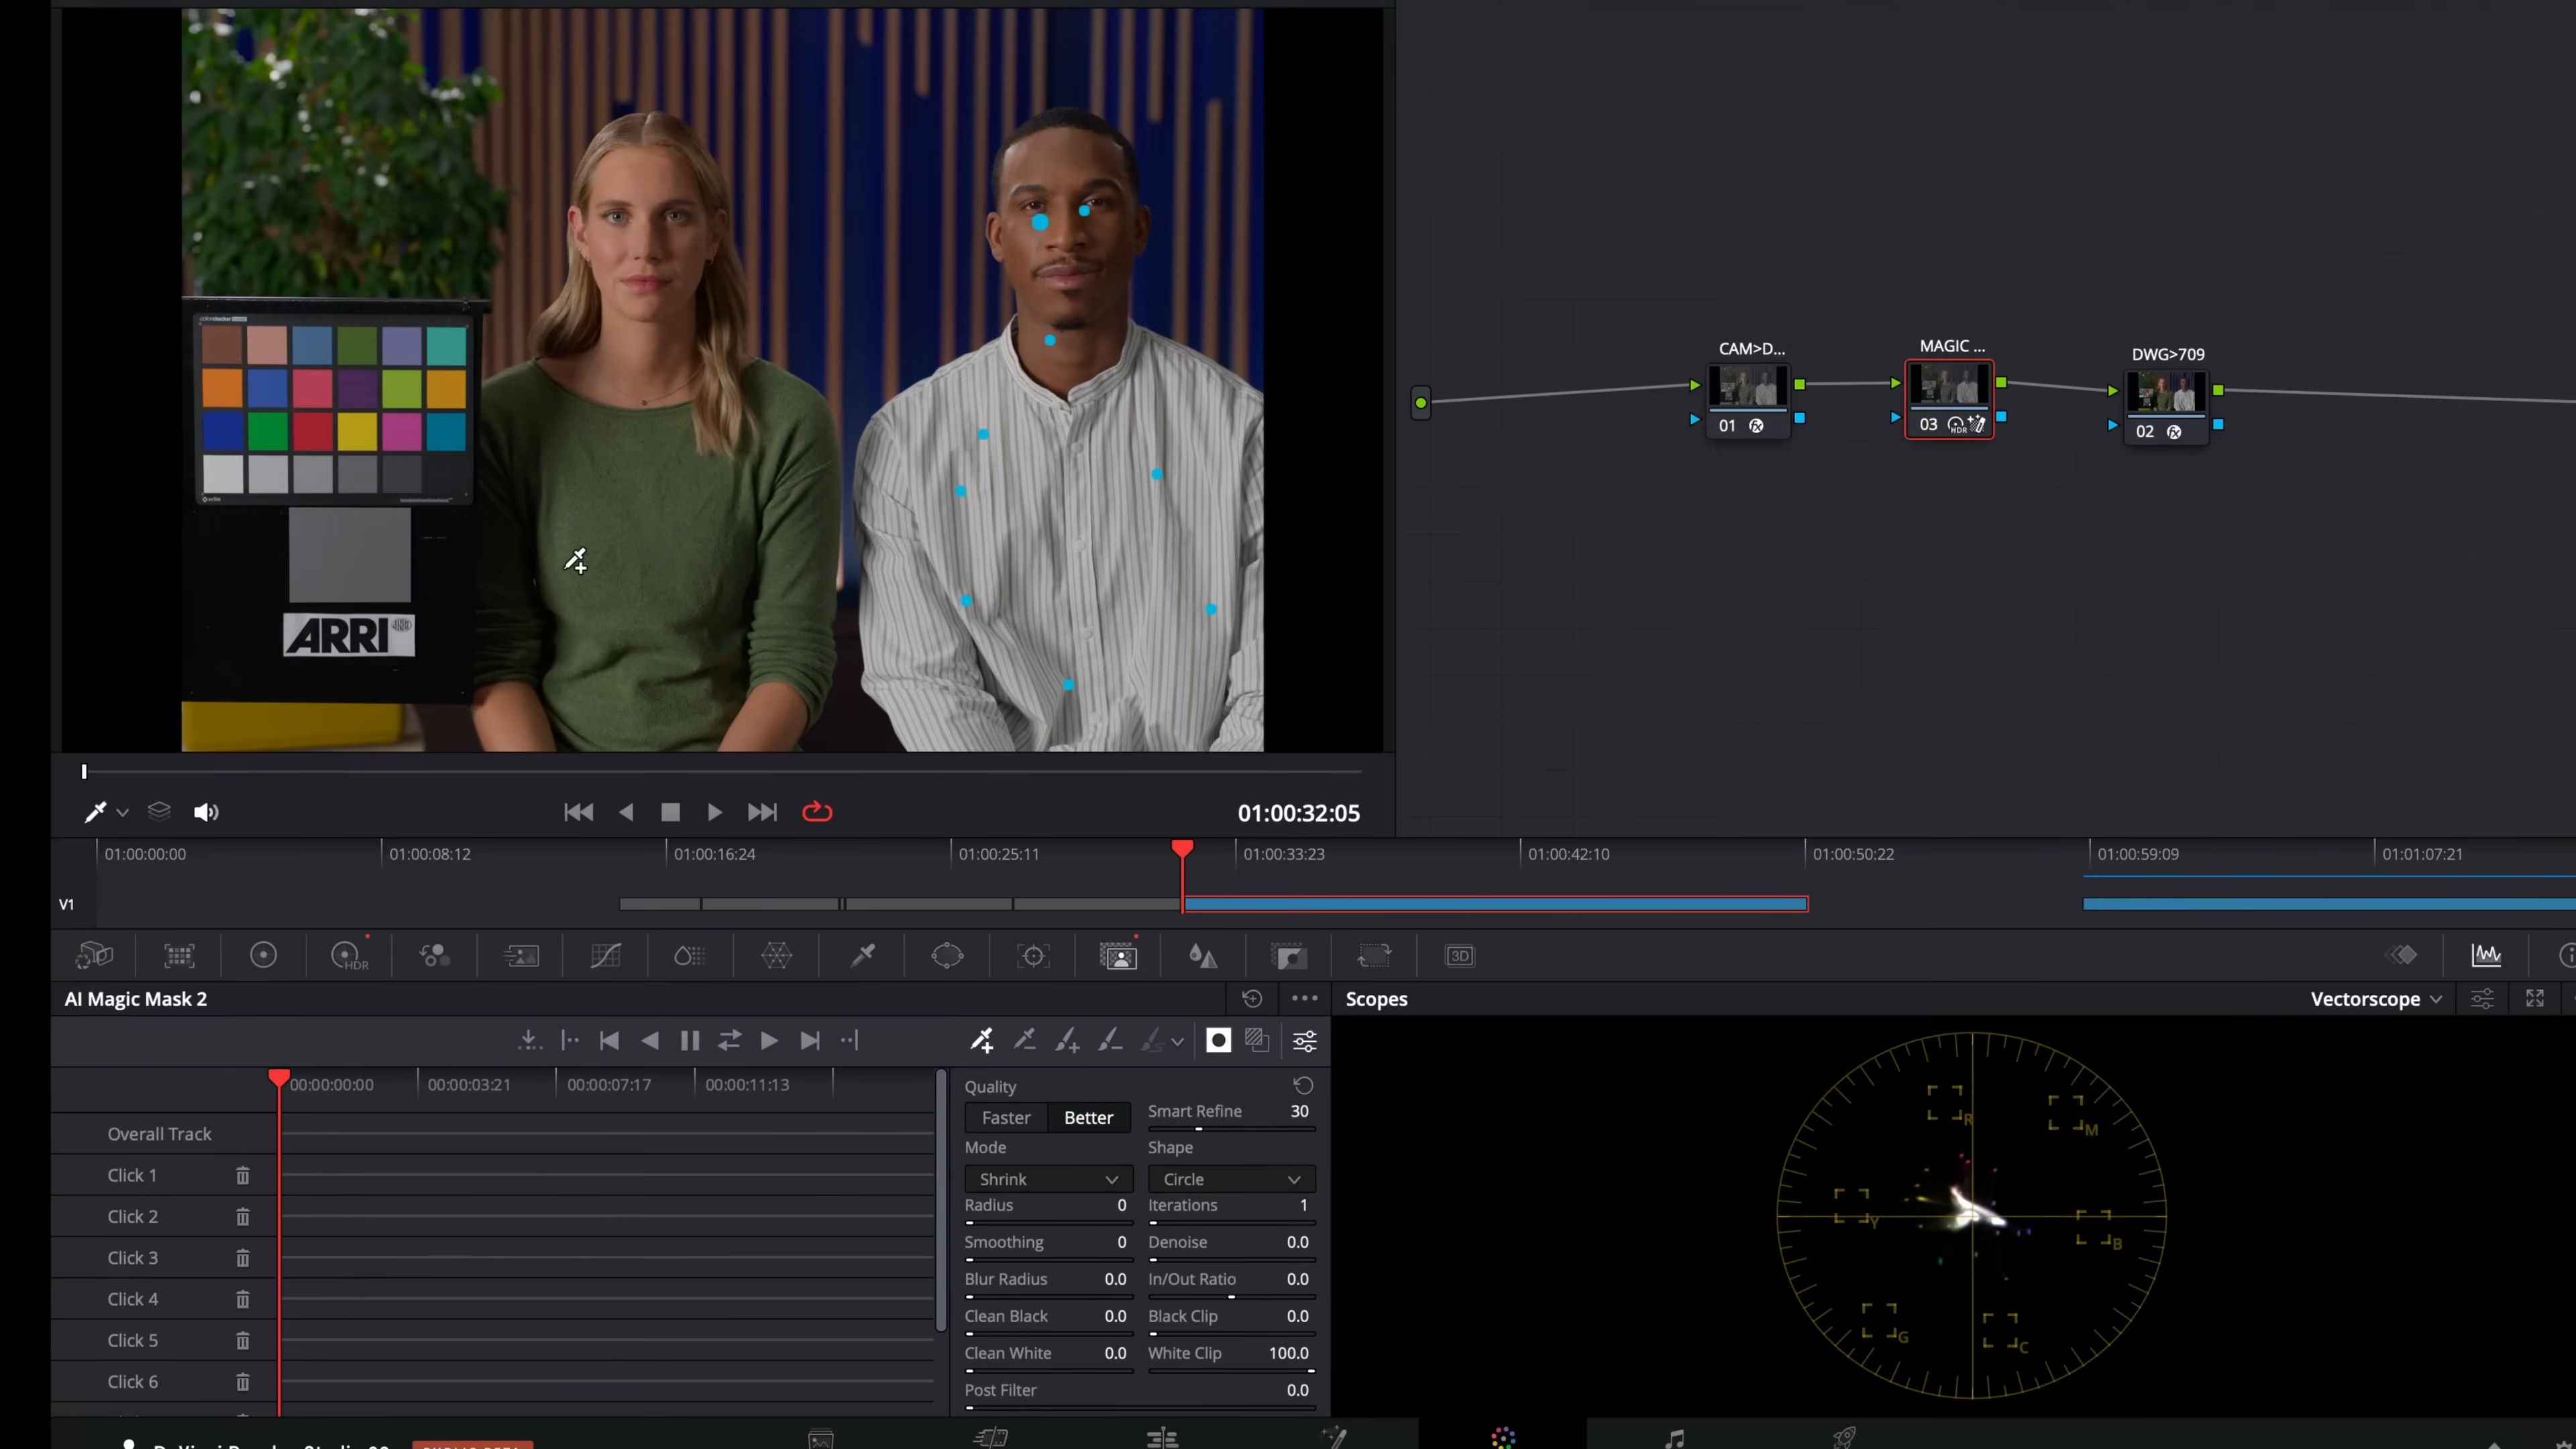 ARRI
CAM>D...
MAGIC ...
DWG>709
01
03
HDR
02
01:00:32:05
01:00:00:00
01:00:08:12
01:00:16:24
01:00:25:11
01:00:33:23
01:00:42:10
01:00:50:22
01:00:59:09
01:01:07:21
V1
HDR
3D
AI Magic Mask 2
Scopes
Vectorscope
00:00:00:00
00:00:03:21
00:00:07:17
00:00:11:13
Overall Track
Click 1
Click 2
Click 3
Click 4
Click 5
Click 6
Quality
Faster
Better
Smart Refine
30
Mode
Shape
Shrink
Circle
Radius
0
Iterations
1
Smoothing
0
Denoise
0.0
Blur Radius
0.0
In/Out Ratio
0.0
Clean Black
0.0
Black Clip
0.0
Clean White
0.0
White Clip
100.0
Post Filter
0.0
R
M
Y
B
G
C